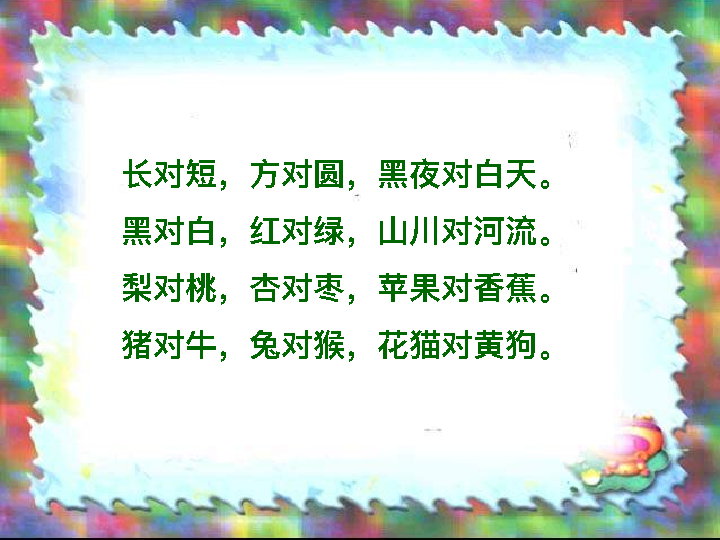 长对短，方对圆，黑夜对白天。
黑对白，红对绿，山川对河流。
梨对桃，杏对枣，苹果对香蕉。
猪对牛，兔对猴，花猫对黄狗。